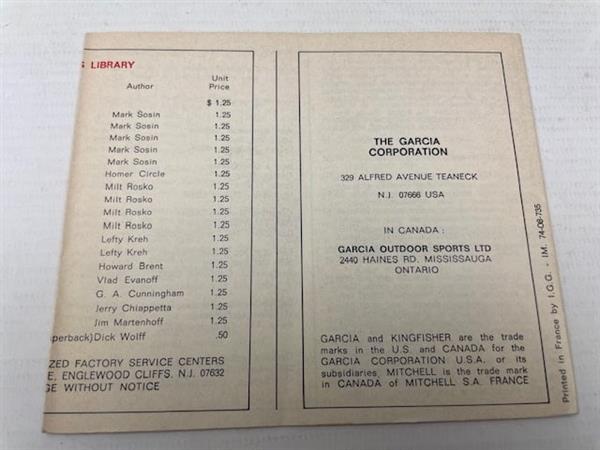 S LIBRARY
Author
Unit
Price
$ 1.25
Mark Sosin 1.25
Mark Sosin 1.25
Mark Sosin 1.25
Mark Sosin 1.25
Mark Sosin 1.25
Homer Circle 1.25
Milt Rosko 1.25
Milt Rosko 1.25
Milt Rosko 1.25
Milt Rosko 1.25
Lefty Kreh 1.25
Lefty Kreh 1.25
Howard Brent 1.25
Vlad Evanoff 1.25
G. A. Cunningham 1.25
Jerry Chiappetta 1.25
Jim Martenhoff 1.25
aperback)Dick Wolff .50
ZED FACTORY SERVICE CENTERS
E, ENGLEWOOD CLIFFS. N.J. 07632
GE WITHOUT NOTICE
THE GARCIA
CORPORATION
329 ALFRED AVENUE TEANECK
N.J. 07666 USA
IN CANADA :
GARCIA OUTDOOR SPORTS LTD
2440 HAINES RD. MISSISSAUGA
ONTARIO
GARCIA and KINGFISHER are the trade
marks in the U.S. and CANADA for the
GARCIA CORPORATION U.S.A. or its
subsidiaries. MITCHELL is the trade mark
in CANADA of MITCHELL S.A. FRANCE
Printed in France by I.G.G. - IM. 74-08-735